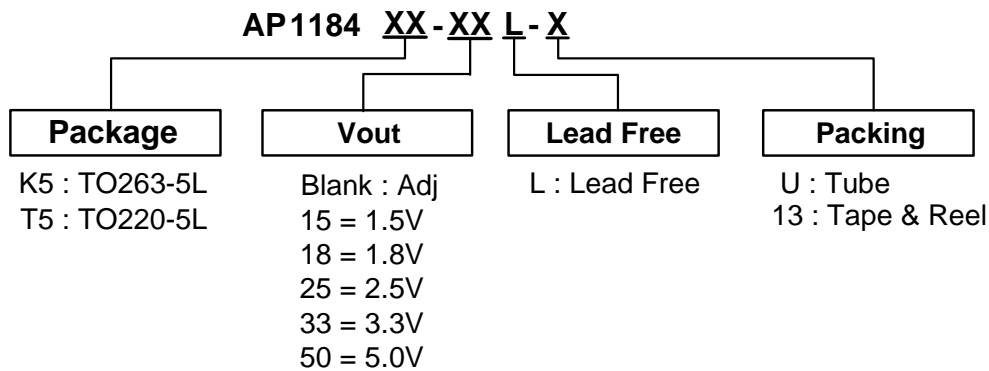 AP1184 XX - XX L - X
Package
K5 : TO263-5L
T5 : TO220-5L
Vout
Blank : Adj
15 = 1.5V
18 = 1.8V
25 = 2.5V
33 = 3.3V
50 = 5.0V
Lead Free
L : Lead Free
Packing
U : Tube
13 : Tape & Reel